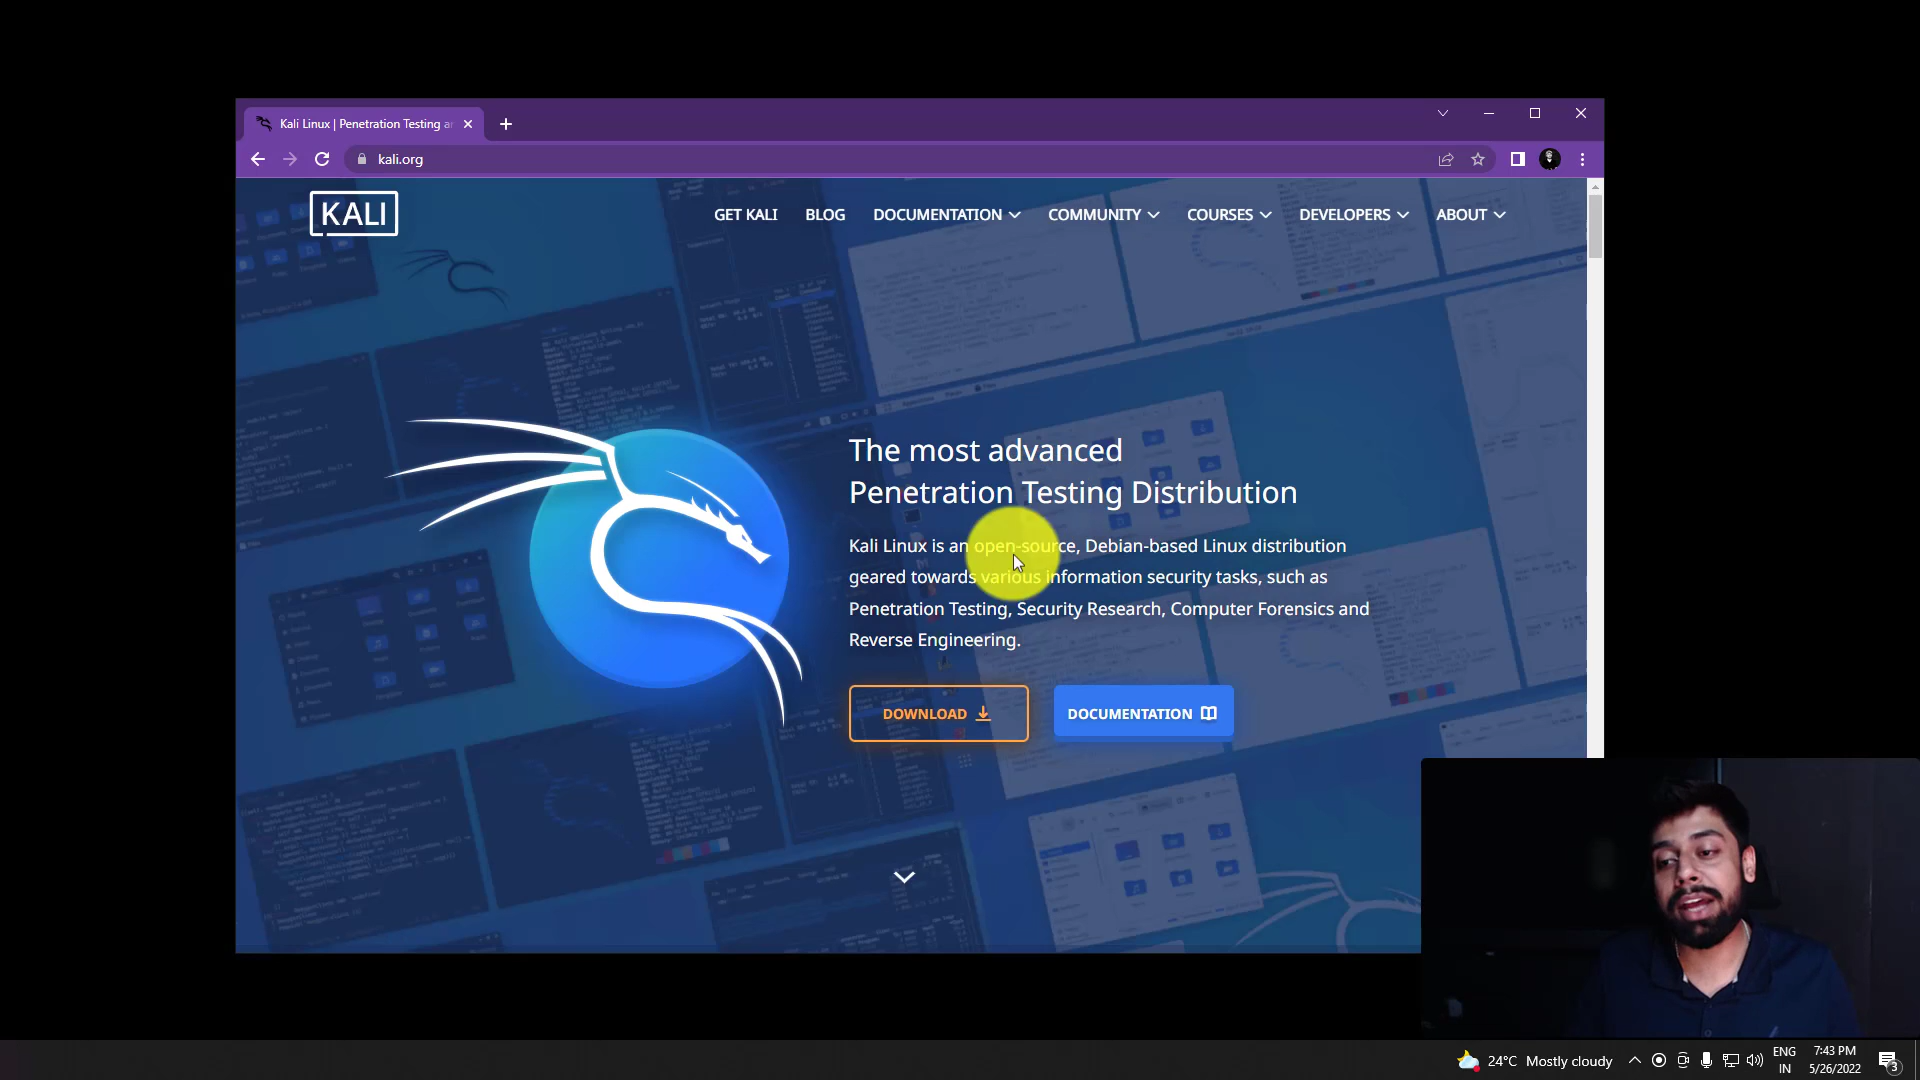 Kali Linux | Penetration Testing a
kali.org
KALI
GET KALI BLOG DOCUMENTATION COMMUNITY COURSES DEVELOPERS ABOUT
The most advanced
Penetration Testing Distribution
Kali Linux is an open-source, Debian-based Linux distribution
geared towards various information security tasks, such as
Penetration Testing, Security Research, Computer Forensics and
Reverse Engineering.
DOWNLOAD
DOCUMENTATION
24°C Mostly cloudy
ENG
IN
7:43 PM
5/26/2022
3